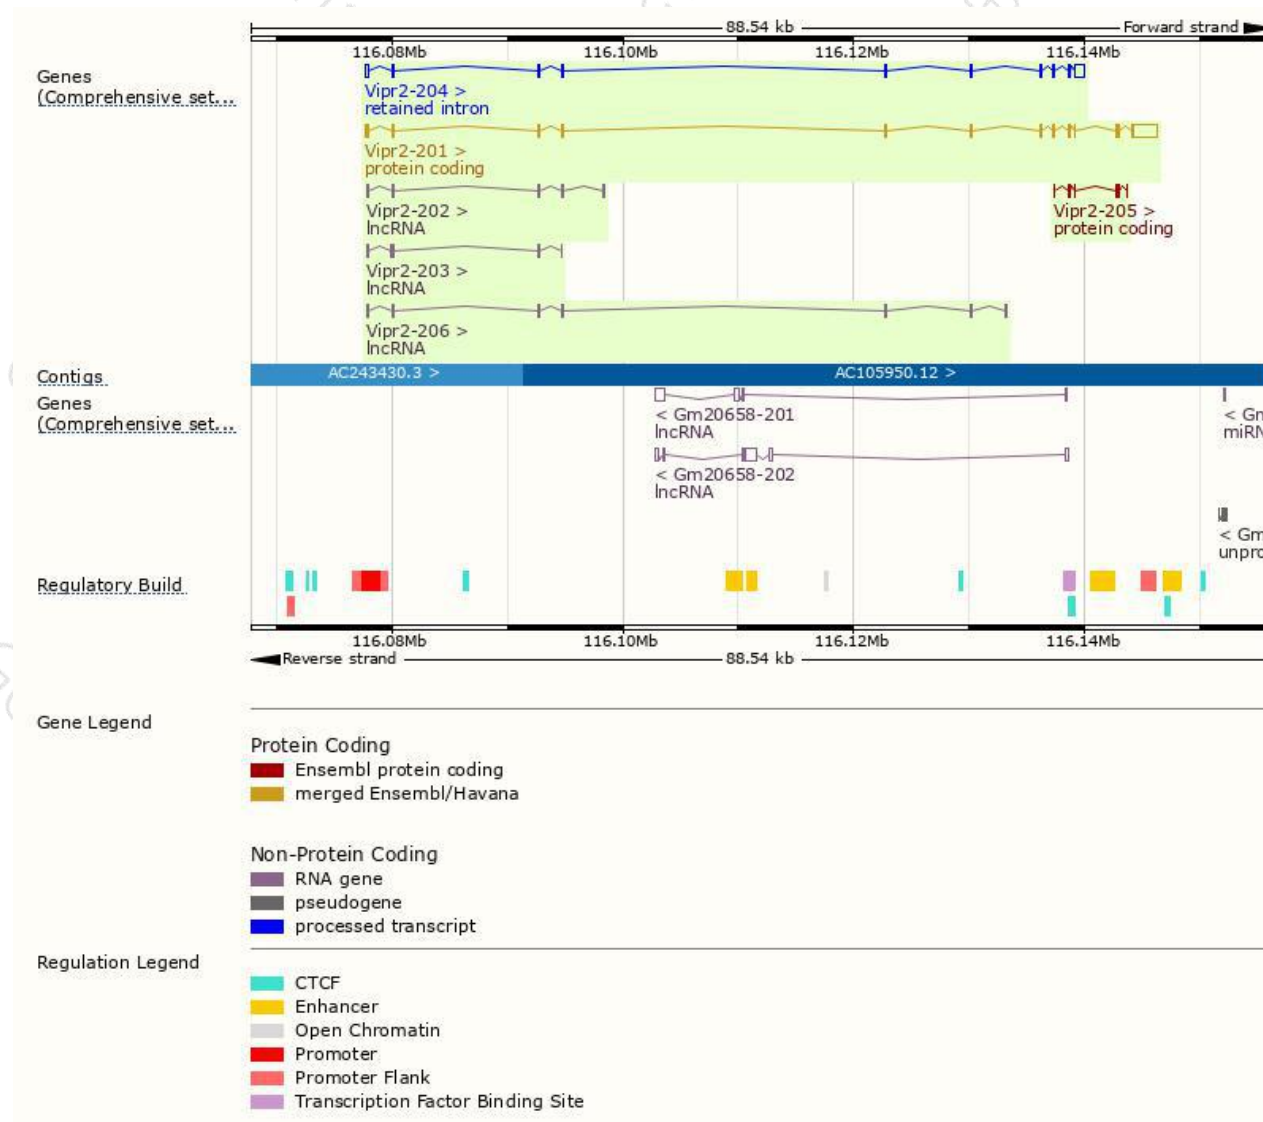 88.54 kb
Forward strand
116.08Mb 116.10Mb 116.12Mb 116.14Mb
Genes
(Comprehensive set...
Vipr2-204 >
retained intron
Vipr2-201 >
protein coding
Vipr2-202 >
lncRNA
Vipr2-205 >
protein coding
Vipr2-203 >
lncRNA
Vipr2-206 >
lncRNA
Contigs
AC243430.3 >
AC105950.12 >
Genes
(Comprehensive set...
< Gm20658-201
lncRNA
< Gm20658-202
lncRNA
Regulatory Build
116.08Mb 116.10Mb 116.12Mb 116.14Mb
Reverse strand
88.54 kb
Gene Legend
Protein Coding
Ensembl protein coding
merged Ensembl/Havana
Non-Protein Coding
RNA gene
pseudogene
processed transcript
Regulation Legend
CTCF
Enhancer
Open Chromatin
Promoter
Promoter Flank
Transcription Factor Binding Site